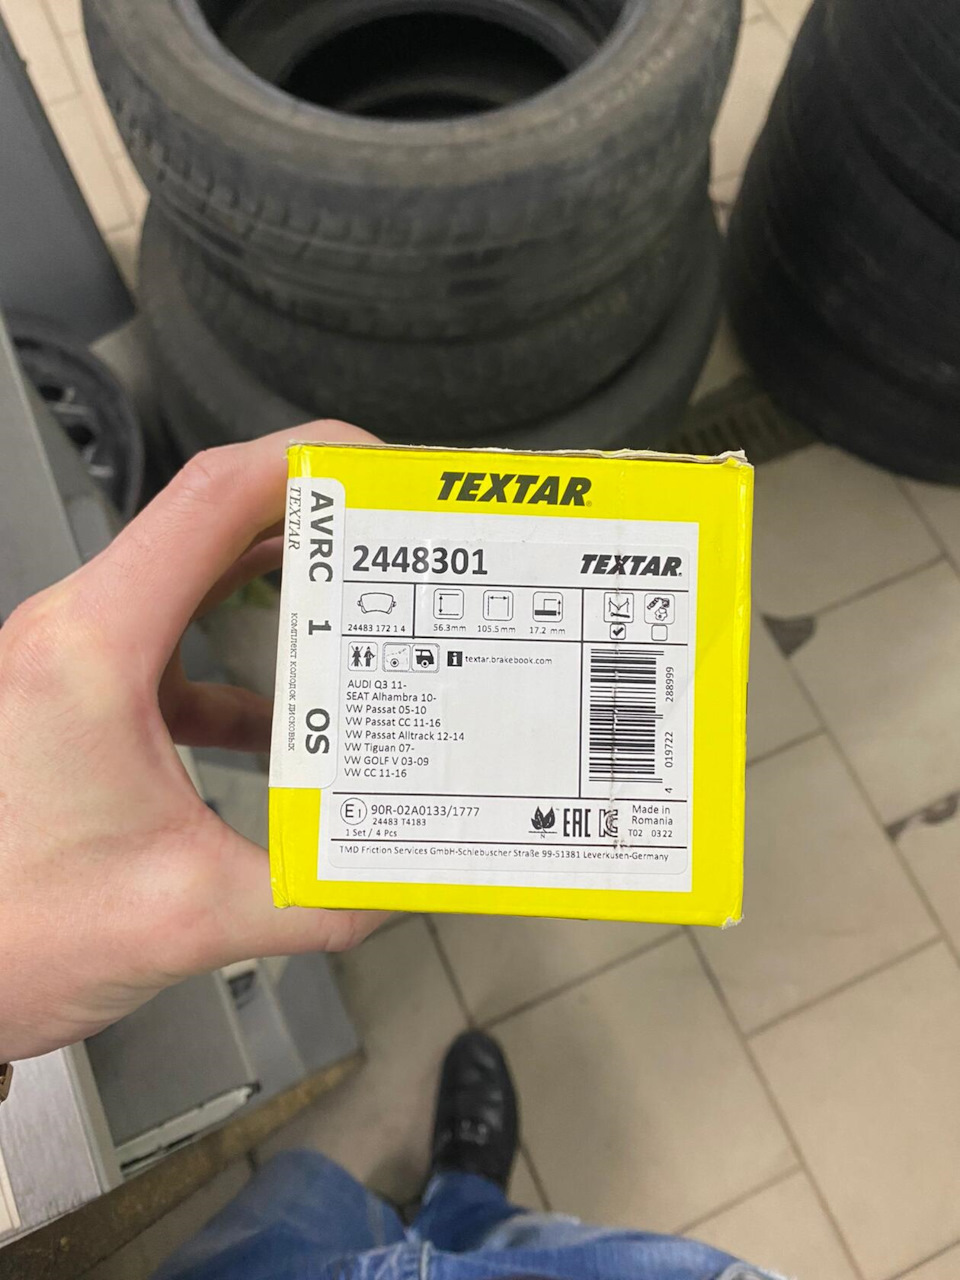 TEXTAR
AVRC 1 OS
TEXTAR
комплект колодок дисковых
2448301
TEXTAR
24483 172 1 4
56.3mm
105.5mm
17.2 mm
i textar.brakebook.com
AUDI Q3 11-
SEAT Alhambra 10-
VW Passat 05-10
VW Passat CC 11-16
VW Passat Alltrack 12-14
VW Tiguan 07-
VW GOLF V 03-09
VW CC 11-16
4 019722 288999
E1 90R-02A0133/1777
24483 T4183
1 Set / 4 Pcs
N
EAC
Made in
Romania
T02 0322
TMD Friction Services GmbH-Schlebuscher Straße 99-51381 Leverkusen-Germany